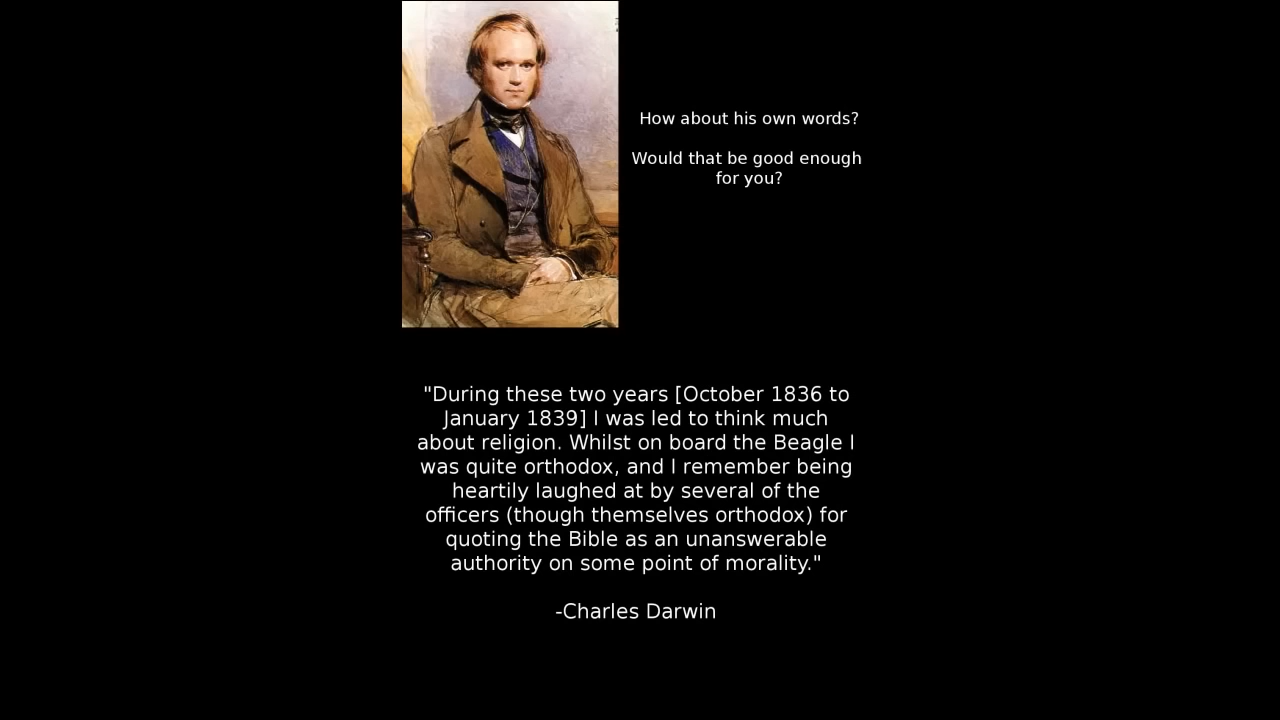 How about his own words?
Would that be good enough
for you?
"During these two years [October 1836 to
January 1839] I was led to think much
about religion. Whilst on board the Beagle I
was quite orthodox, and I remember being
heartily laughed at by several of the
officers (though themselves orthodox) for
quoting the Bible as an unanswerable
authority on some point of morality."
-Charles Darwin